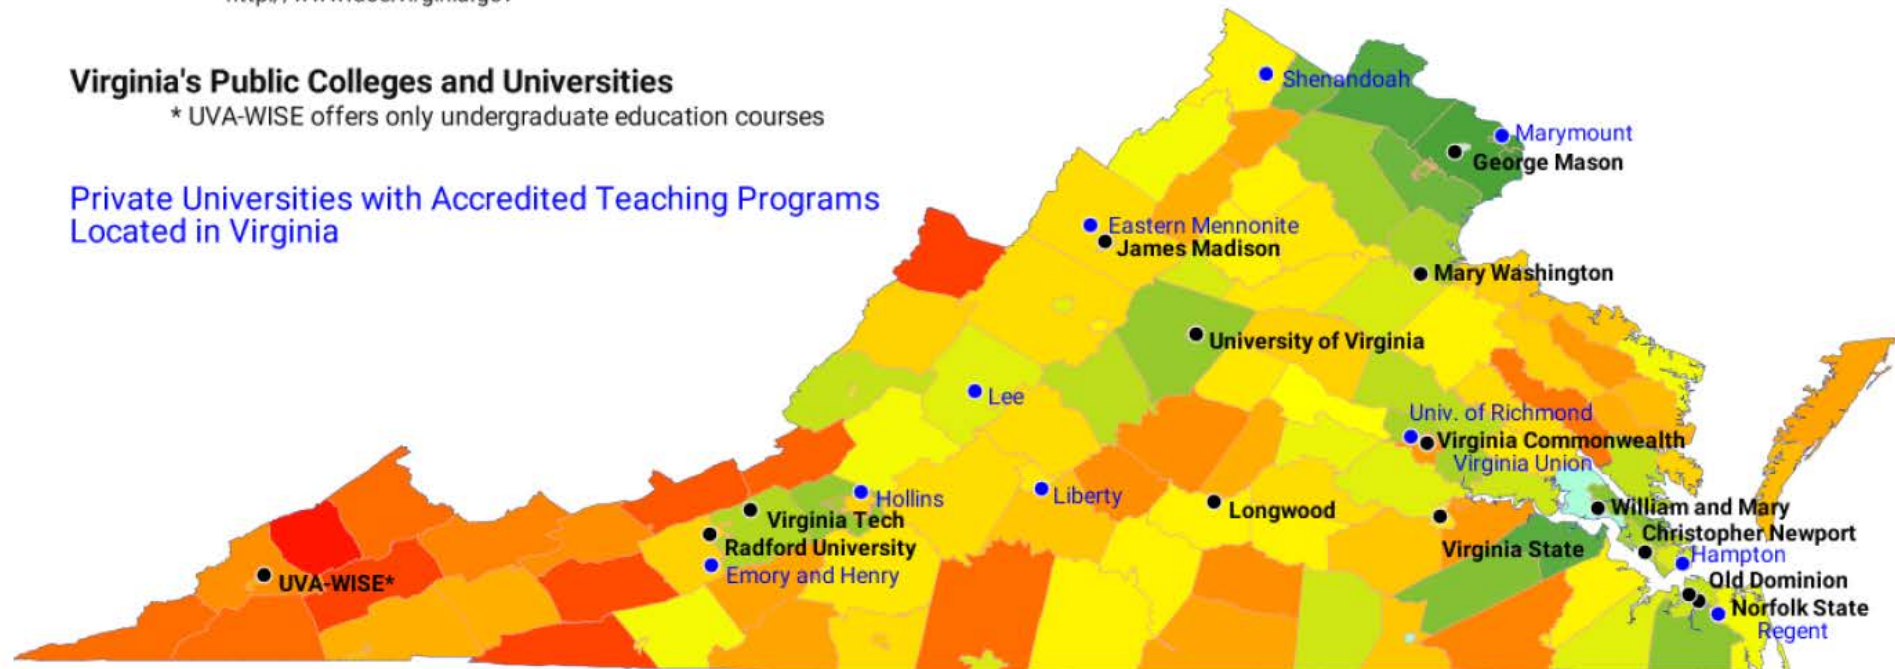 Virginia's Public Colleges and Universities
* UVA-WISE offers only undergraduate education courses
Private Universities with Accredited Teaching Programs
Located in Virginia
Shenandoah
Marymount
George Mason
Eastern Mennonite
James Madison
Mary Washington
University of Virginia
Lee
Univ. of Richmond
Virginia Commonwealth
Virginia Union
Hollins
Liberty
Longwood
William and Mary
Virginia Tech
Christopher Newport
Radford University
Virginia State
Hampton
Emory and Henry
UVA-WISE*
Old Dominion
Norfolk State
Regent